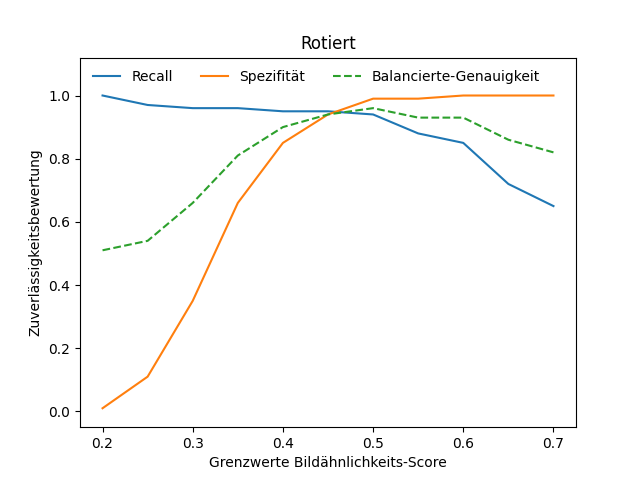 Rotiert
Recall Spezifität Balancierte-Genauigkeit
1.0
0.8
0.6
0.4
0.2
0.0
Zuverlässigkeitsbewertung
0.2 0.3 0.4 0.5 0.6 0.7
Grenzwerte Bildähnlichkeits-Score